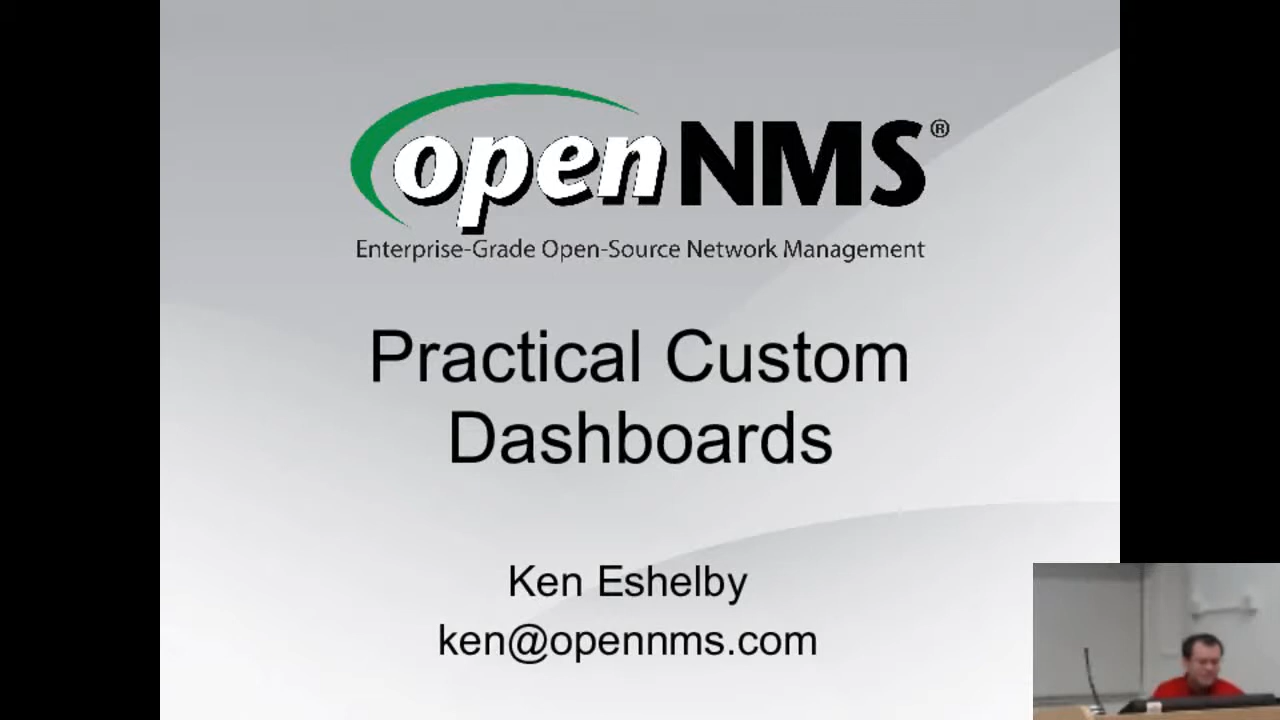 openNMS®
Enterprise-Grade Open-Source Network Management
Practical Custom
Dashboards
Ken Eshelby
ken@opennms.com